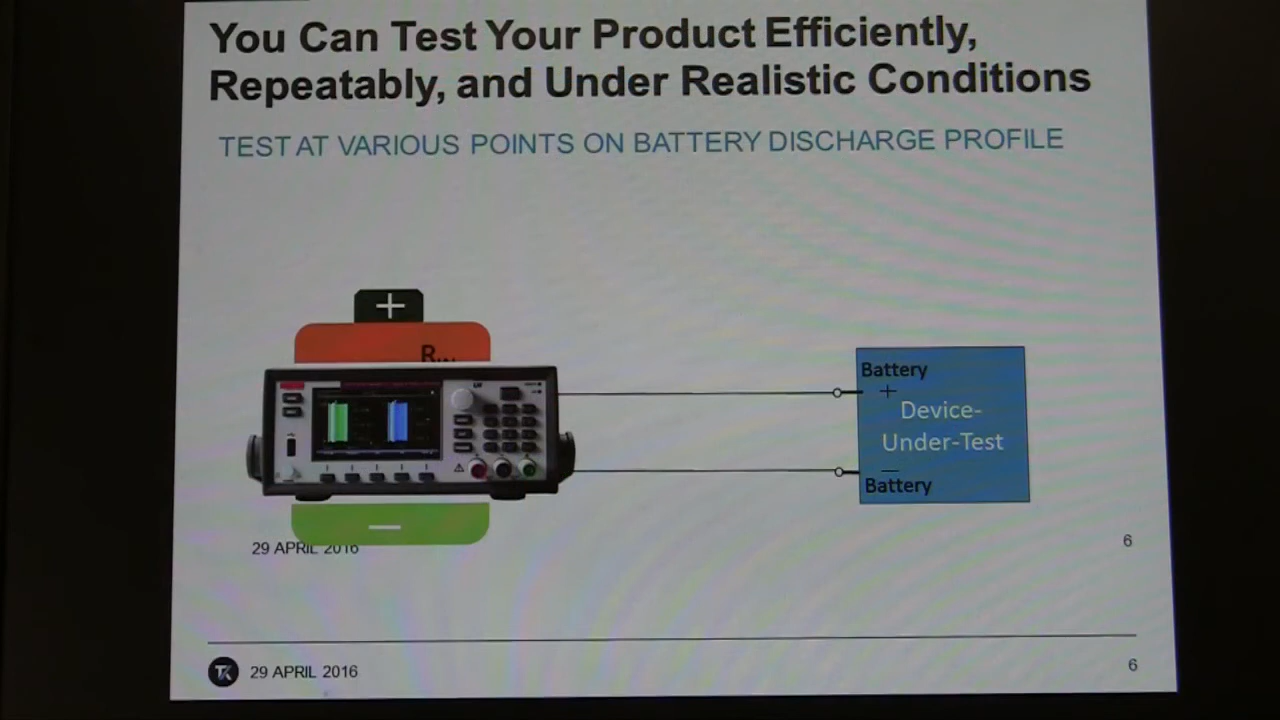 You Can Test Your Product Efficiently,
Repeatably, and Under Realistic Conditions
TEST AT VARIOUS POINTS ON BATTERY DISCHARGE PROFILE
+
Battery
+
Device-
Under-Test
—
Battery
—
29 APRIL 2016
6
TK
29 APRIL 2016
6